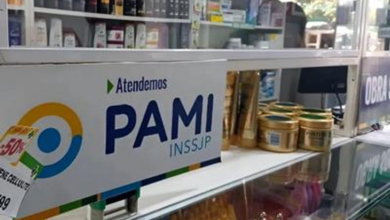 Atendemos
PAMI
INSSJP
-50%
OBRA